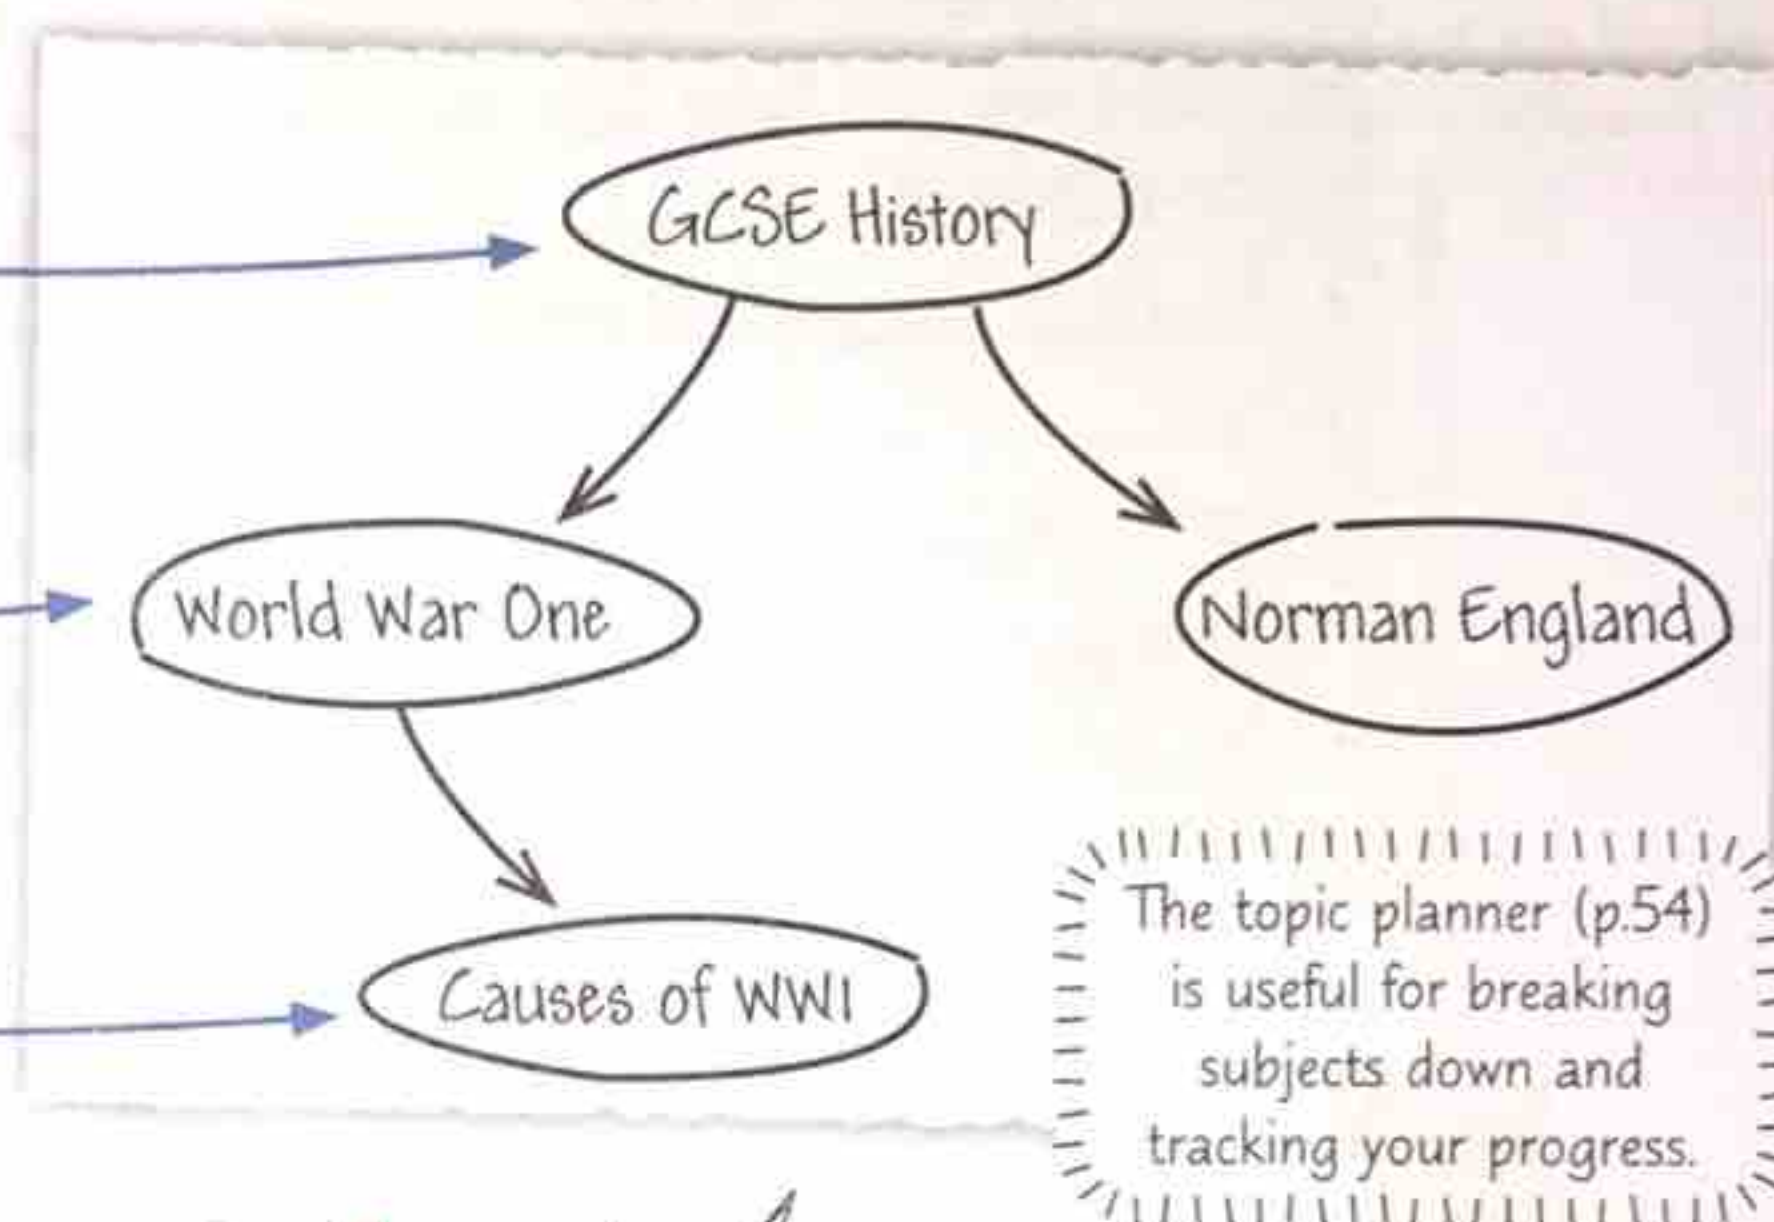 GCSE History
World War One
Norman England
Causes of WWI
The topic planner (p.54)
is useful for breaking
subjects down and
tracking your progress.